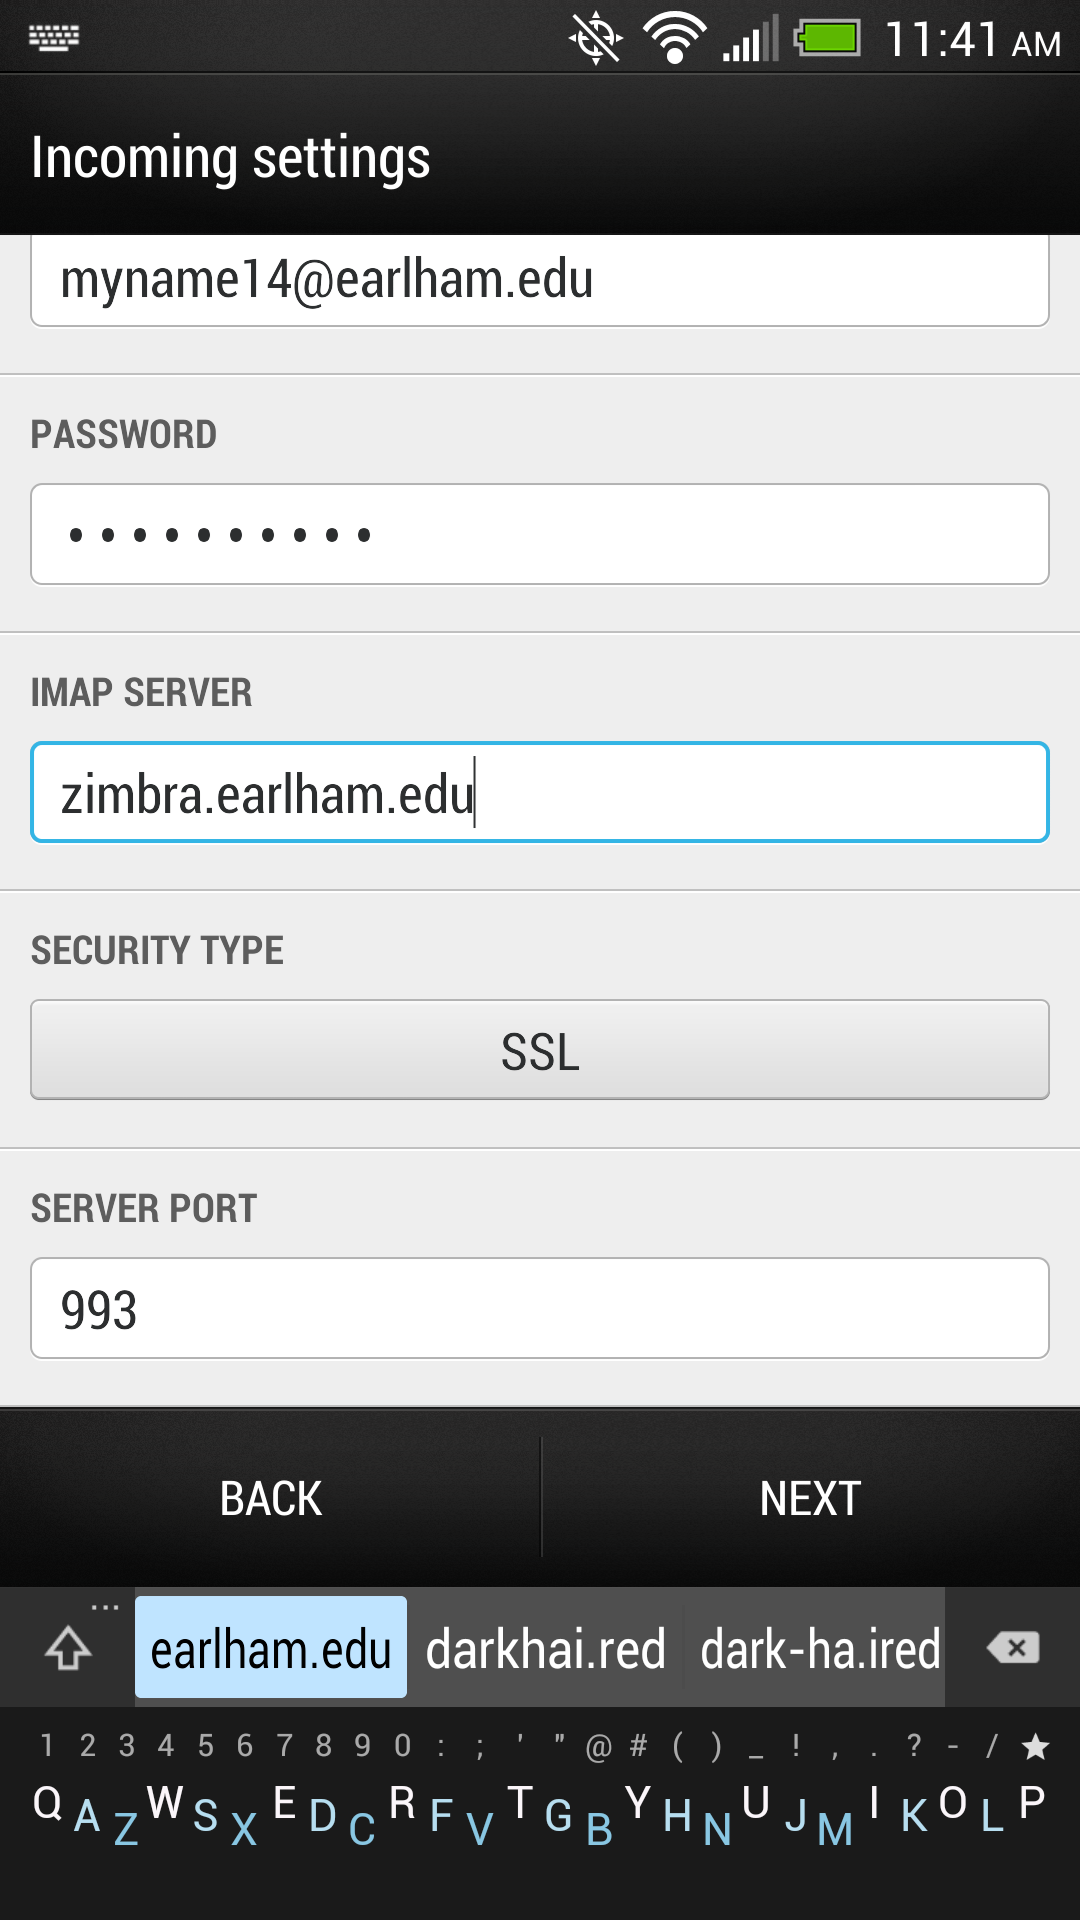 11:41 AM
Incoming settings
myname14@earlham.edu
PASSWORD
••••••••••
IMAP SERVER
zimbra.earlham.edu
SECURITY TYPE
SSL
SERVER PORT
993
BACK NEXT
... earlham.edu darkhai.red dark-ha.ired
1 2 3 4 5 6 7 8 9 0 : ; ' " @ # ( ) _ ! , . ? - / ★
Q A Z W S X E D C R F V T G B Y H N U J M I K O L P